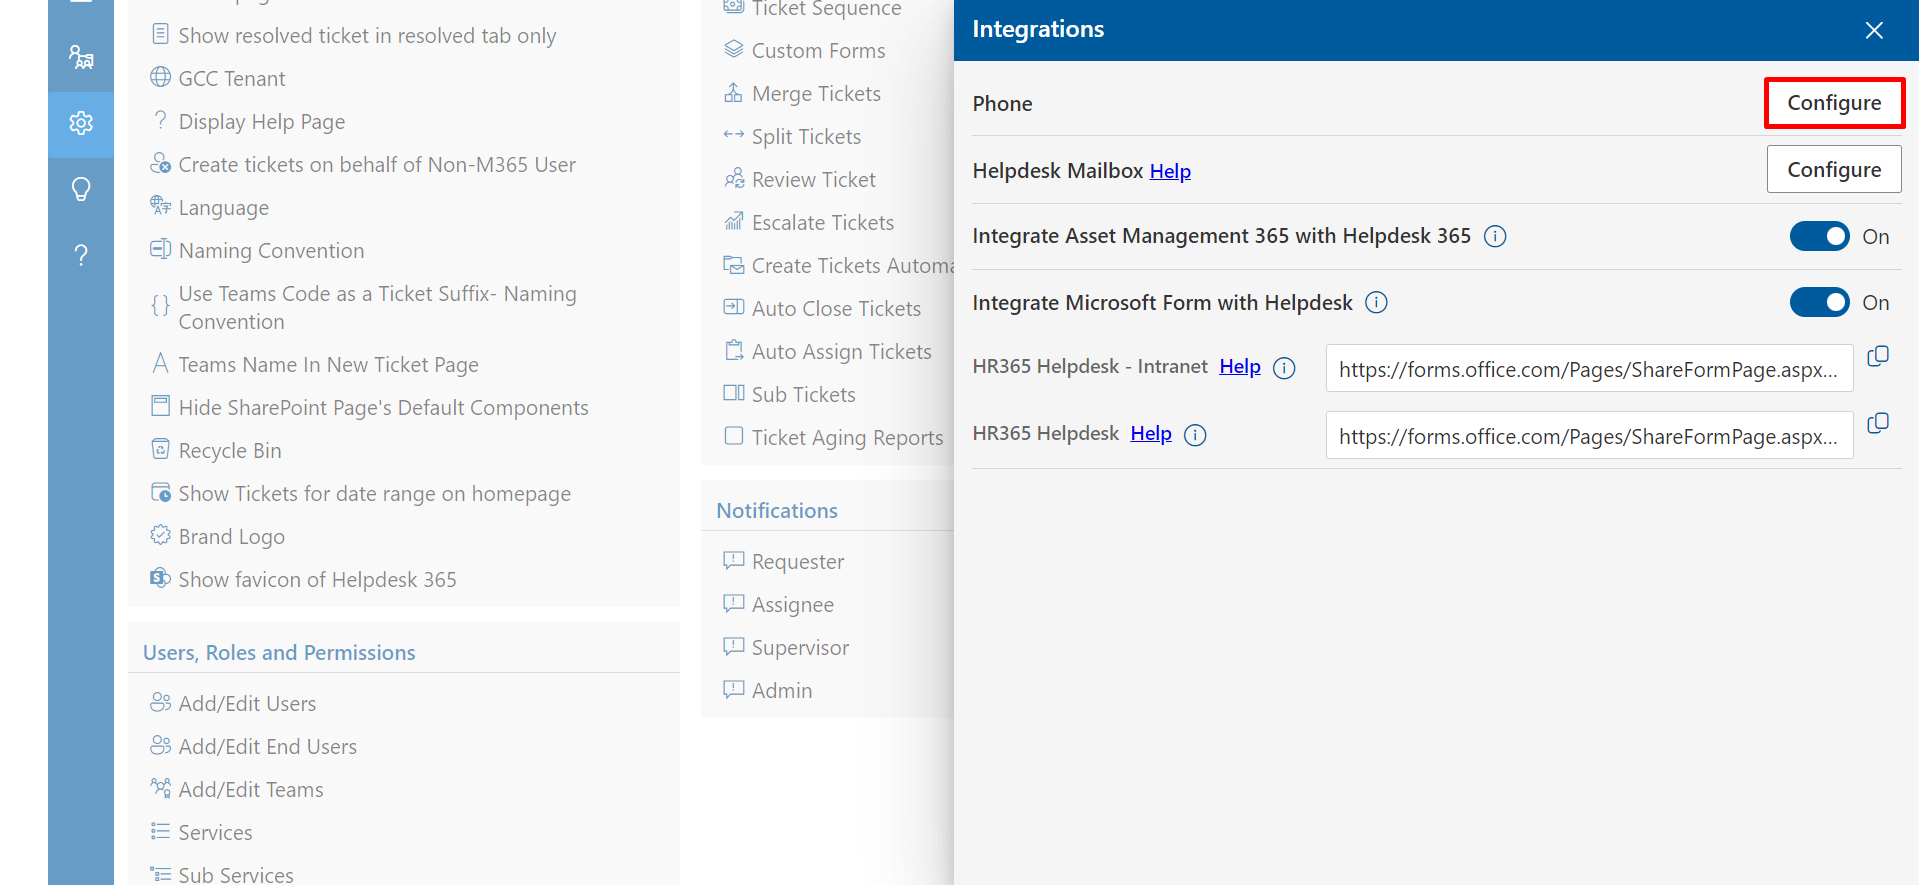 Show resolved ticket in resolved tab only
GCC Tenant
Display Help Page
Create tickets on behalf of Non-M365 User
Language
Naming Convention
Use Teams Code as a Ticket Suffix- Naming
Convention
Teams Name In New Ticket Page
Hide SharePoint Page's Default Components
Recycle Bin
Show Tickets for date range on homepage
Brand Logo
Show favicon of Helpdesk 365
Users, Roles and Permissions
Add/Edit Users
Add/Edit End Users
Add/Edit Teams
Services
Sub Services
Ticket Sequence
Custom Forms
Merge Tickets
Split Tickets
Review Ticket
Escalate Tickets
Create Tickets Automa
Auto Close Tickets
Auto Assign Tickets
Sub Tickets
Ticket Aging Reports
Notifications
Requester
Assignee
Supervisor
Admin
Integrations
Phone Configure
Helpdesk Mailbox Help Configure
Integrate Asset Management 365 with Helpdesk 365 On
Integrate Microsoft Form with Helpdesk On
HR365 Helpdesk - Intranet Help https://forms.office.com/Pages/ShareFormPage.aspx...
HR365 Helpdesk Help https://forms.office.com/Pages/ShareFormPage.aspx...